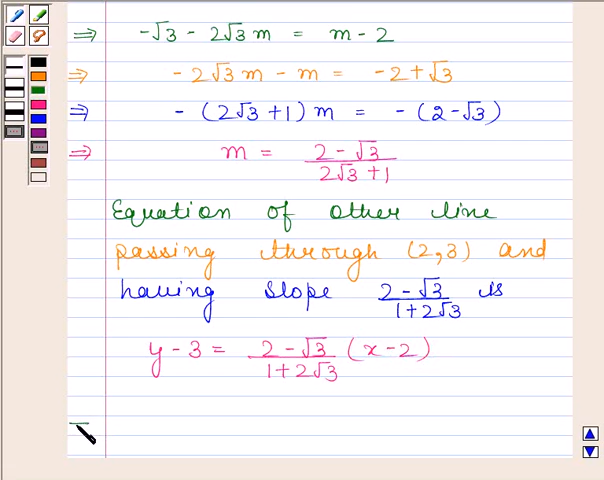 ⇒ -√3 - 2√3 m = m - 2
⇒ - 2√3 m - m = -2 + √3
⇒ - (2√3 + 1) m = - (2 - √3)
⇒ m = (2 - √3)/(2√3 + 1)
Equation of other line
passing through (2,3) and
having slope (2 - √3)/(1 + 2√3) is
y - 3 = (2 - √3)/(1 + 2√3) (x - 2)